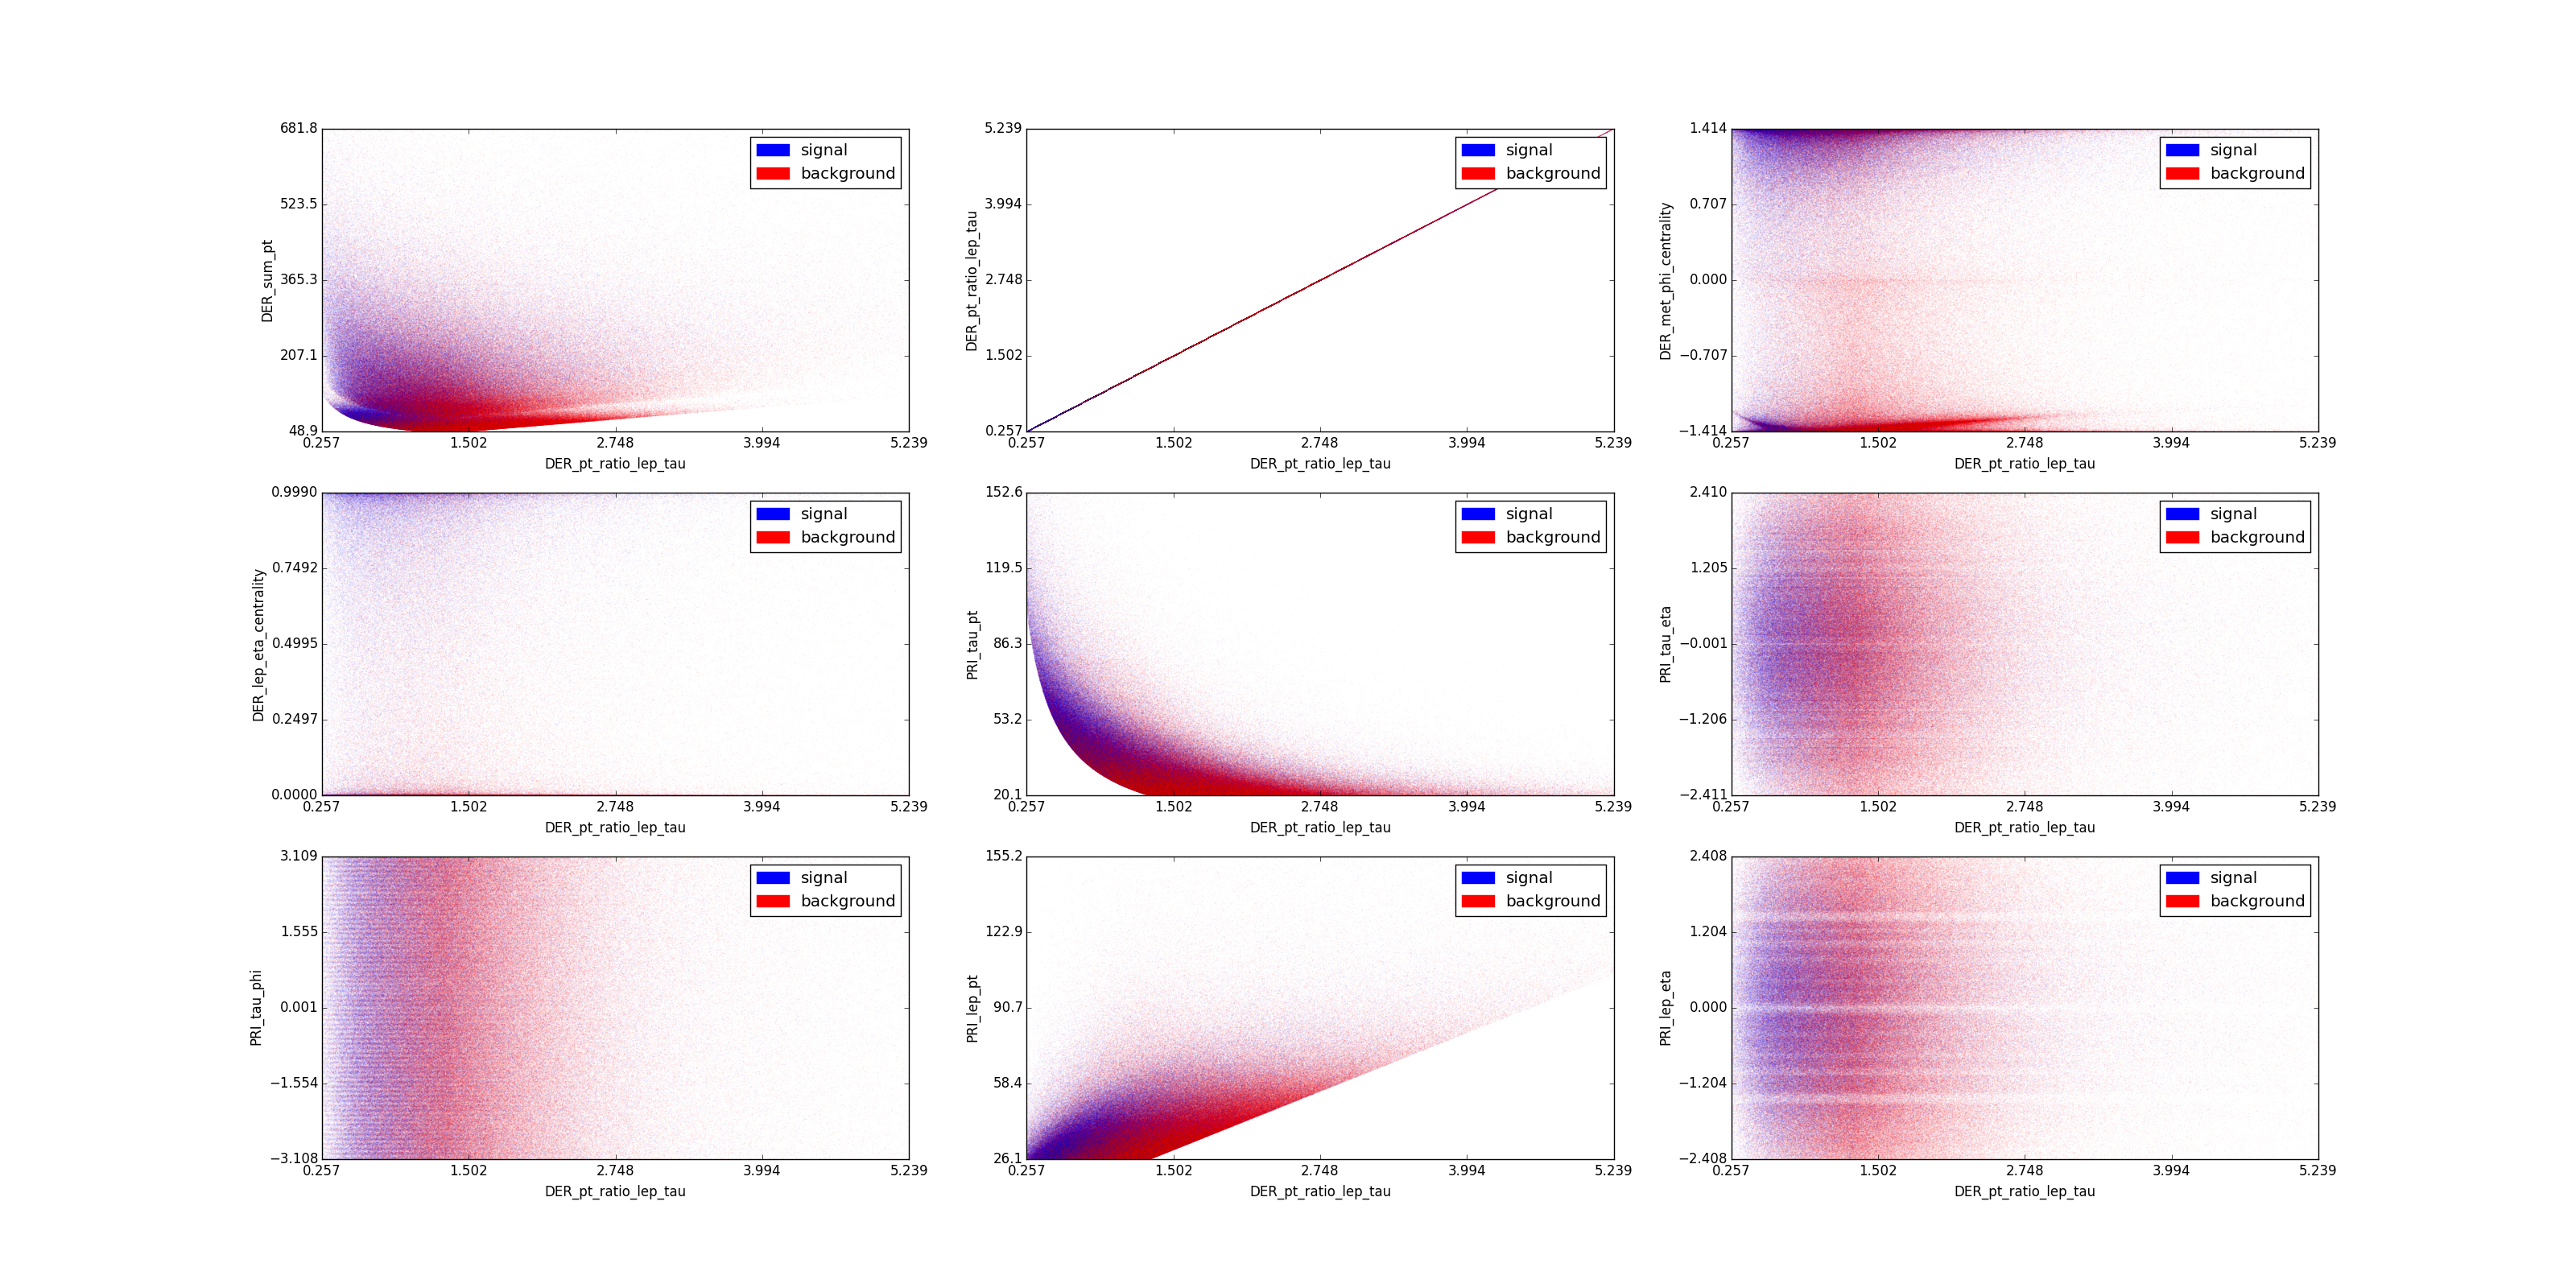 681.8
523.5
365.3
207.1
48.9
DER_sum_pt
0.257 1.502 2.748 3.994 5.239
DER_pt_ratio_lep_tau
signal
background
5.239
3.994
2.748
1.502
0.257
DER_pt_ratio_lep_tau
0.257 1.502 2.748 3.994 5.239
DER_pt_ratio_lep_tau
signal
background
1.414
0.707
0.000
−0.707
−1.414
DER_met_phi_centrality
0.257 1.502 2.748 3.994 5.239
DER_pt_ratio_lep_tau
signal
background
0.9990
0.7492
0.4995
0.2497
0.0000
DER_lep_eta_centrality
0.257 1.502 2.748 3.994 5.239
DER_pt_ratio_lep_tau
signal
background
152.6
119.5
86.3
53.2
20.1
PRI_tau_pt
0.257 1.502 2.748 3.994 5.239
DER_pt_ratio_lep_tau
signal
background
2.410
1.205
−0.001
−1.206
−2.411
PRI_tau_eta
0.257 1.502 2.748 3.994 5.239
DER_pt_ratio_lep_tau
signal
background
3.109
1.555
0.001
−1.554
−3.108
PRI_tau_phi
0.257 1.502 2.748 3.994 5.239
DER_pt_ratio_lep_tau
signal
background
155.2
122.9
90.7
58.4
26.1
PRI_lep_pt
0.257 1.502 2.748 3.994 5.239
DER_pt_ratio_lep_tau
signal
background
2.408
1.204
0.000
−1.204
−2.408
PRI_lep_eta
0.257 1.502 2.748 3.994 5.239
DER_pt_ratio_lep_tau
signal
background